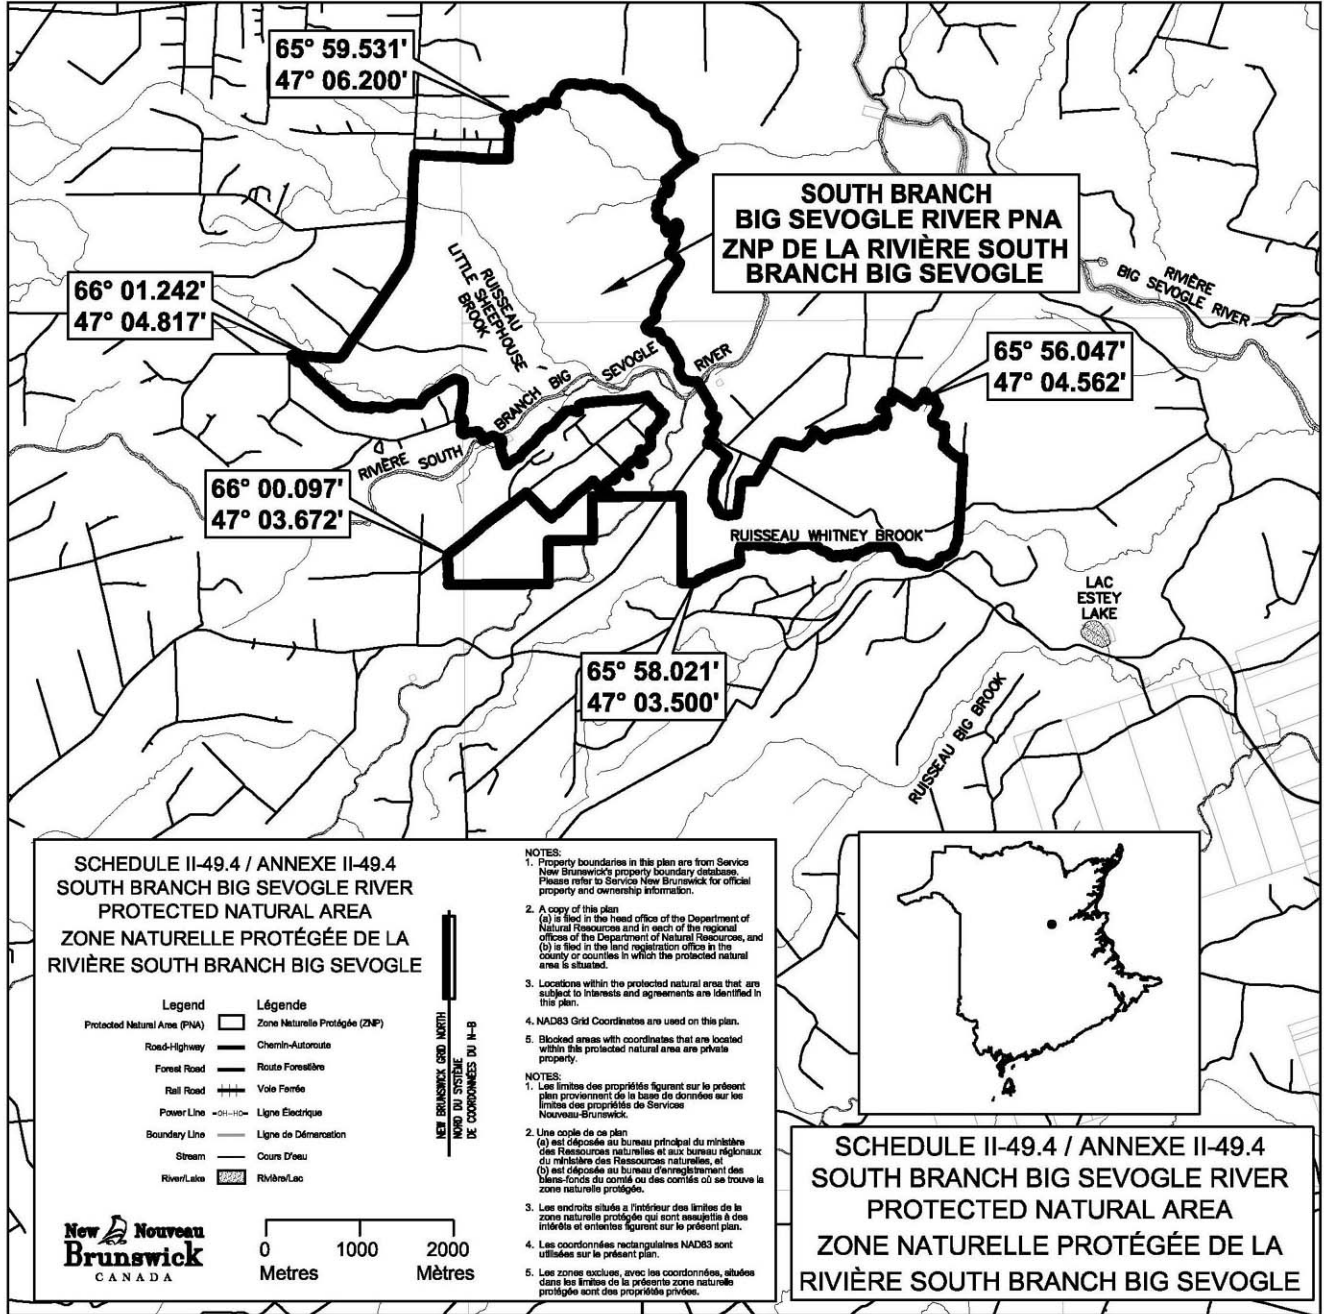 65° 59.531'
47° 06.200'
SOUTH BRANCH
BIG SEVOGLE RIVER PNA
ZNP DE LA RIVIÈRE SOUTH
BRANCH BIG SEVOGLE
RIVIÈRE
BIG SEVOGLE RIVER
RUISSEAU
LITTLE SHEEPHOUSE
BROOK
66° 01.242'
47° 04.817'
65° 56.047'
47° 04.562'
RIVIÈRE SOUTH BRANCH BIG SEVOGLE RIVER
66° 00.097'
47° 03.672'
RUISSEAU WHITNEY BROOK
LAC
ESTEY
LAKE
65° 58.021'
47° 03.500'
RUISSEAU BIG BROOK
SCHEDULE II-49.4 / ANNEXE II-49.4
SOUTH BRANCH BIG SEVOGLE RIVER
PROTECTED NATURAL AREA
ZONE NATURELLE PROTÉGÉE DE LA
RIVIÈRE SOUTH BRANCH BIG SEVOGLE
Legend Légende
Protected Natural Area (PNA) Zone Naturelle Protégée (ZNP)
Road-Highway Chemin-Autoroute
Forest Road Route Forestière
Rail Road Voie Ferrée
Power Line -OH-HO- Ligne Électrique
Boundary Line Ligne de Démarcation
Stream Cours D'eau
River/Lake Rivière/Lac
NEW BRUNSWICK GRID NORTH
NORD DU SYSTÈME
DE COORDONNÉES DU N-B
New Nouveau
Brunswick
CANADA
0 1000 2000
Metres Mètres
NOTES:
1. Property boundaries in this plan are from Service
New Brunswick's property boundary database.
Please refer to Service New Brunswick for official
property and ownership information.
2. A copy of this plan
(a) is filed in the head office of the Department of
Natural Resources and in each of the regional
offices of the Department of Natural Resources, and
(b) is filed in the land registration office in the
county or counties in which the protected natural
area is situated.
3. Locations within the protected natural area that are
subject to interests and agreements are identified in
this plan.
4. NAD83 Grid Coordinates are used on this plan.
5. Blocked areas with coordinates that are located
within this protected natural area are private
property.
NOTES:
1. Les limites des propriétés figurant sur le présent
plan proviennent de la base de données sur les
limites des propriétés de Services
Nouveau-Brunswick.
2. Une copie de ce plan
(a) est déposée au bureau principal du ministère
des Ressources naturelles et aux bureau régionaux
du ministère des Ressources naturelles, et
(b) est déposée au bureau d'enregistrement des
biens-fonds du comté ou des comtés où se trouve la
zone naturelle protégée.
3. Les endroits situés a l'intérieur des limites de la
zone naturelle protégée qui sont assujettis à des
intérêts et ententes figurent sur le présent plan.
4. Les coordonnées rectangulaires NAD83 sont
utilisées sur le présent plan.
5. Les zones exclues, avec les coordonnées, situées
dans les limites de la présente zone naturelle
protégée sont des propriétés privées.
SCHEDULE II-49.4 / ANNEXE II-49.4
SOUTH BRANCH BIG SEVOGLE RIVER
PROTECTED NATURAL AREA
ZONE NATURELLE PROTÉGÉE DE LA
RIVIÈRE SOUTH BRANCH BIG SEVOGLE